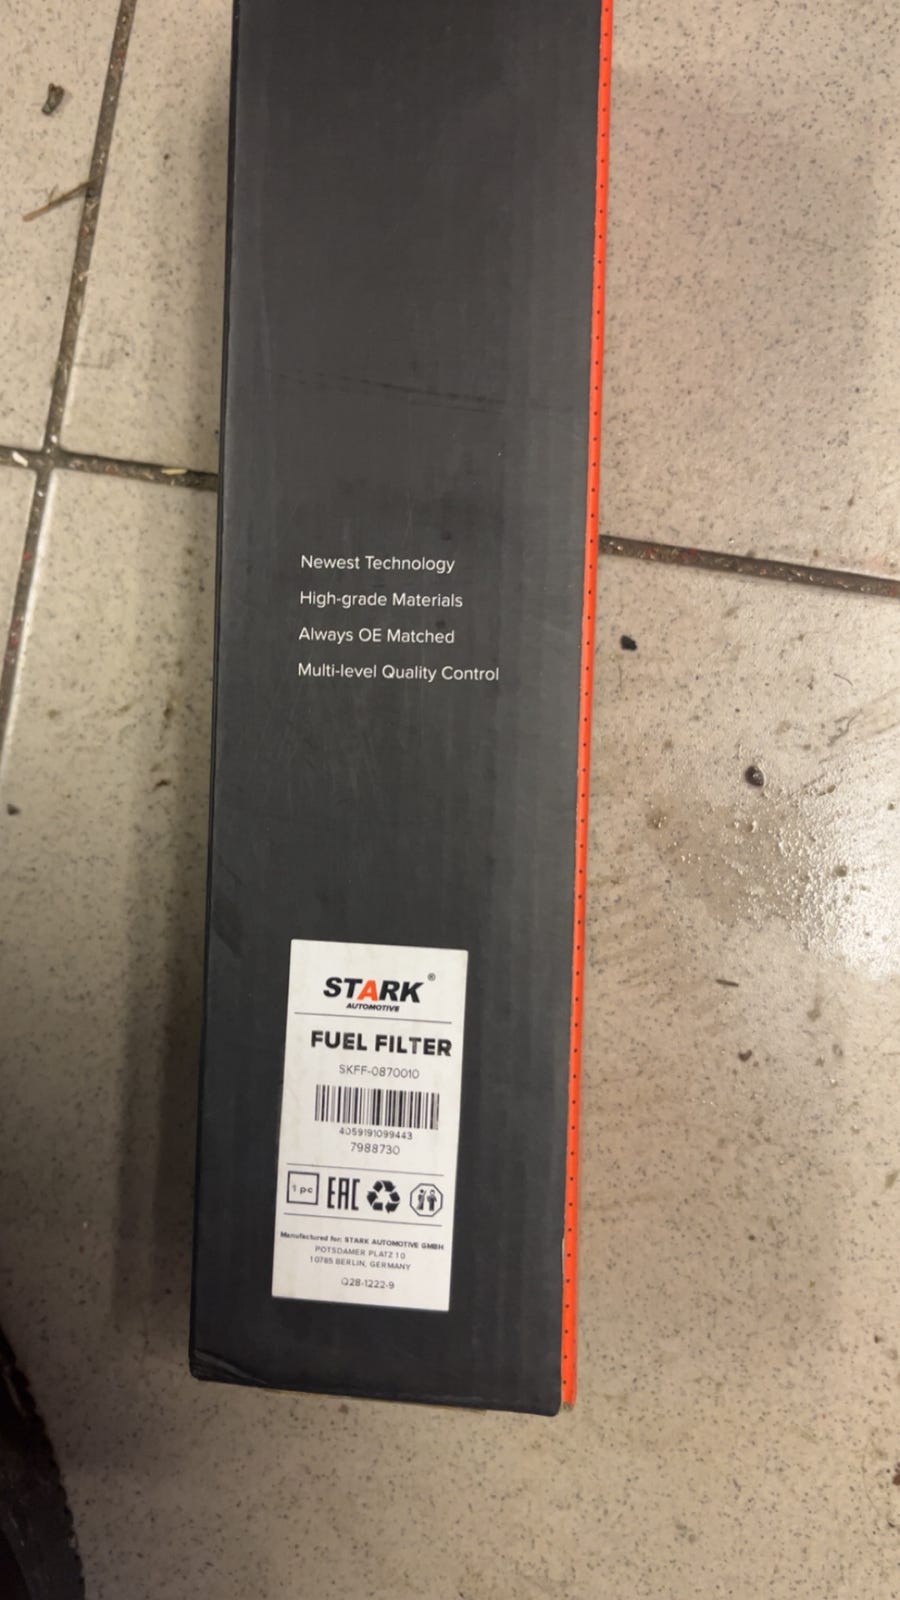 Newest Technology
High-grade Materials
Always OE Matched
Multi-level Quality Control
STARK®
AUTOMOTIVE
FUEL FILTER
SKFF-0870010
4059191099443
7988730
1 pc EAC
Manufactured for: STARK AUTOMOTIVE GMBH
POTSDAMER PLATZ 10
10785 BERLIN, GERMANY
Q28-1222-9